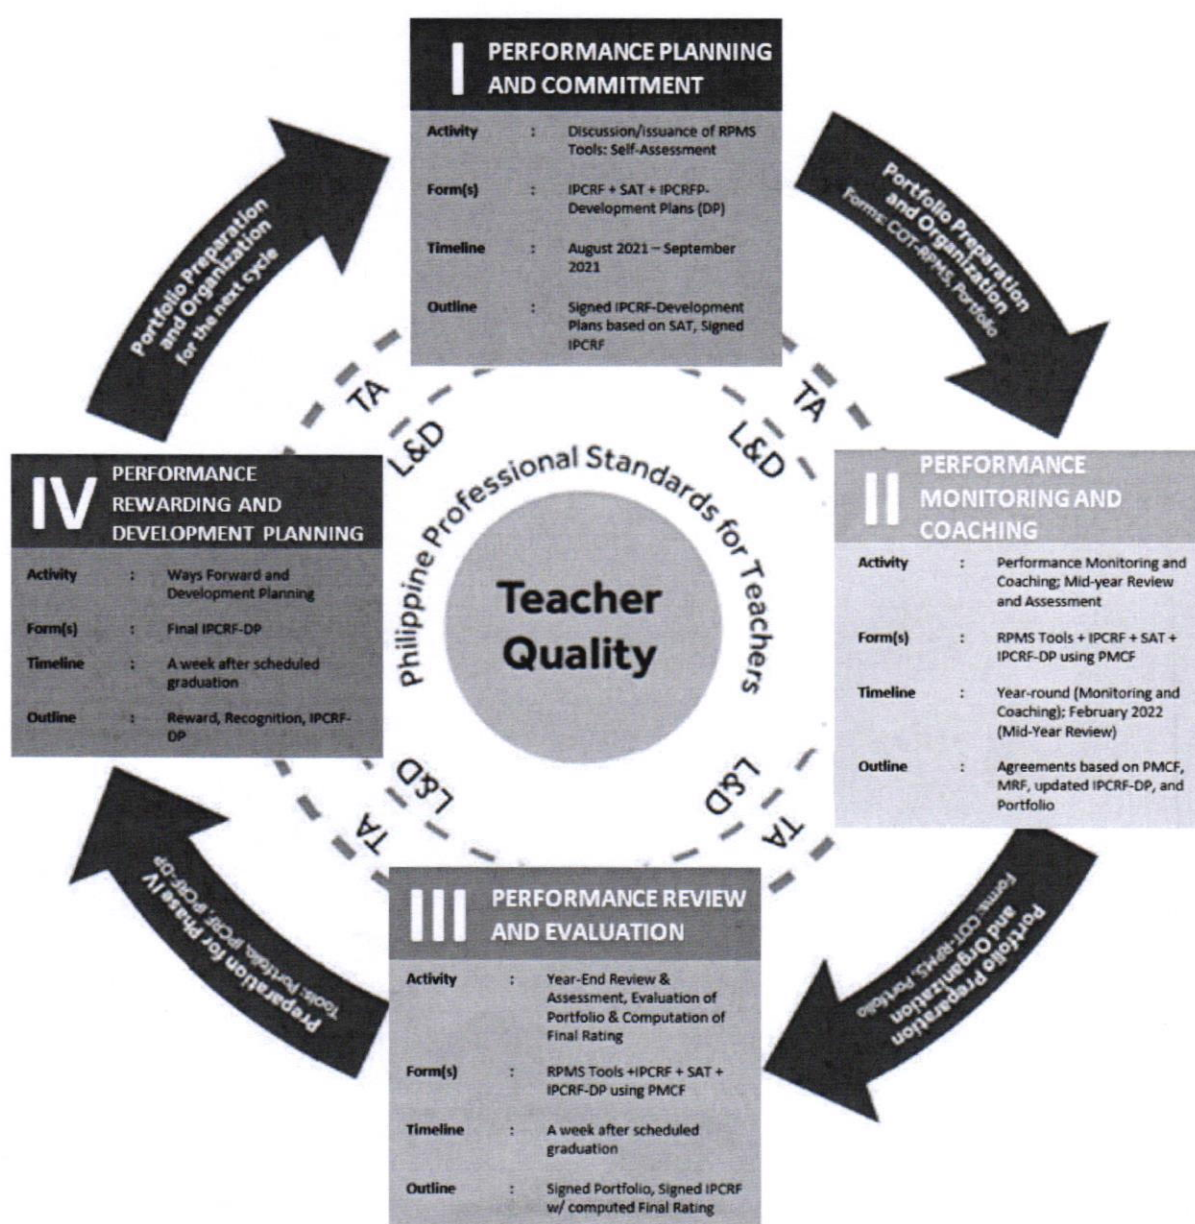 I
PERFORMANCE PLANNING
AND COMMITMENT
Activity : Discussion/issuance of RPMS
Tools: Self-Assessment
Form(s) : IPCRF + SAT + IPCRFP-
Development Plans (DP)
Timeline : August 2021 – September
2021
Outline : Signed IPCRF-Development
Plans based on SAT, Signed
IPCRF
Portfolio Preparation
and Organization
Forms: COT-RPMS, Portfolio
II
PERFORMANCE
MONITORING AND
COACHING
Activity : Performance Monitoring and
Coaching; Mid-year Review
and Assessment
Form(s) : RPMS Tools + IPCRF + SAT +
IPCRF-DP using PMCF
Timeline : Year-round (Monitoring and
Coaching); February 2022
(Mid-Year Review)
Outline : Agreements based on PMCF,
MRF, updated IPCRF-DP, and
Portfolio
Portfolio Preparation
and Organization
Forms: COT-RPMS, Portfolio
III
PERFORMANCE REVIEW
AND EVALUATION
Activity : Year-End Review &
Assessment, Evaluation of
Portfolio & Computation of
Final Rating
Form(s) : RPMS Tools +IPCRF + SAT +
IPCRF-DP using PMCF
Timeline : A week after scheduled
graduation
Outline : Signed Portfolio, Signed IPCRF
w/ computed Final Rating
Preparation for Phase IV
Tools: Portfolio, IPCRF, IPCRF-DP
IV
PERFORMANCE
REWARDING AND
DEVELOPMENT PLANNING
Activity : Ways Forward and
Development Planning
Form(s) : Final IPCRF-DP
Timeline : A week after scheduled
graduation
Outline : Reward, Recognition, IPCRF-
DP
Portfolio Preparation
and Organization
for the next cycle
TA
L&D
TA
L&D
Philippine Professional Standards for Teachers
Teacher
Quality
L&D
TA
L&D
TA